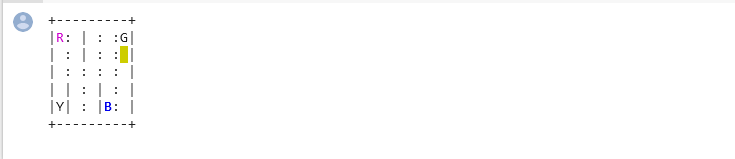 +---------+
|R: | : :G|
| : | : : |
| : : : : |
| | : | : |
|Y| : |B: |
+---------+